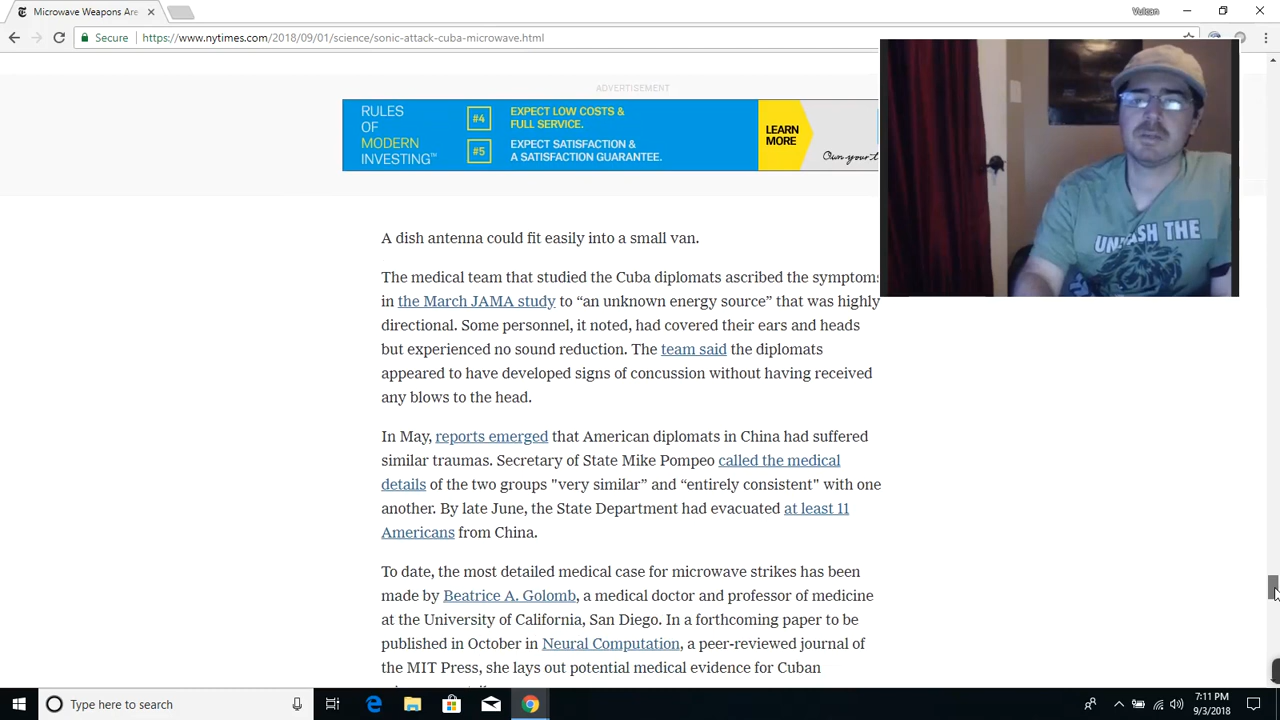 Microwave Weapons Are
Vulcan
Secure
https://www.nytimes.com/2018/09/01/science/sonic-attack-cuba-microwave.html
ADVERTISEMENT
RULES
OF
MODERN
INVESTING™
#4
EXPECT LOW COSTS &
FULL SERVICE.
#5
EXPECT SATISFACTION &
A SATISFACTION GUARANTEE.
LEARN
MORE
Own your
UNLEASH THE
A dish antenna could fit easily into a small van.
The medical team that studied the Cuba diplomats ascribed the symptoms
in the March JAMA study to “an unknown energy source” that was highly
directional. Some personnel, it noted, had covered their ears and heads
but experienced no sound reduction. The team said the diplomats
appeared to have developed signs of concussion without having received
any blows to the head.
In May, reports emerged that American diplomats in China had suffered
similar traumas. Secretary of State Mike Pompeo called the medical
details of the two groups "very similar” and “entirely consistent" with one
another. By late June, the State Department had evacuated at least 11
Americans from China.
To date, the most detailed medical case for microwave strikes has been
made by Beatrice A. Golomb, a medical doctor and professor of medicine
at the University of California, San Diego. In a forthcoming paper to be
published in October in Neural Computation, a peer-reviewed journal of
the MIT Press, she lays out potential medical evidence for Cuban
Type here to search
7:11 PM
9/3/2018